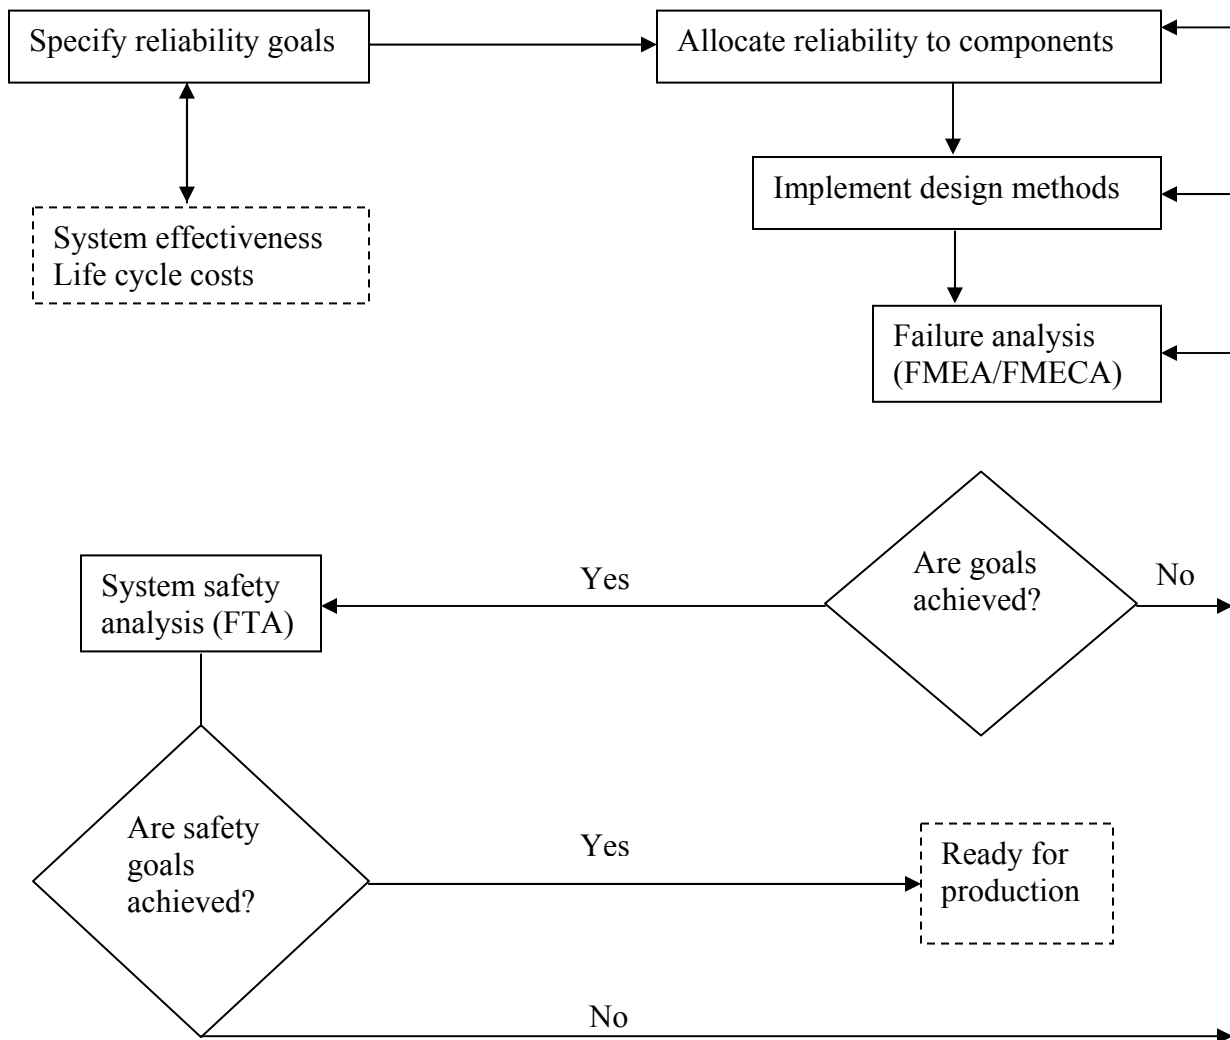 Specify reliability goals
Allocate reliability to components
Implement design methods
System effectiveness
Life cycle costs
Failure analysis
(FMEA/FMECA)
Are goals
achieved?
No
Yes
System safety
analysis (FTA)
Are safety
goals
achieved?
Yes
Ready for
production
No